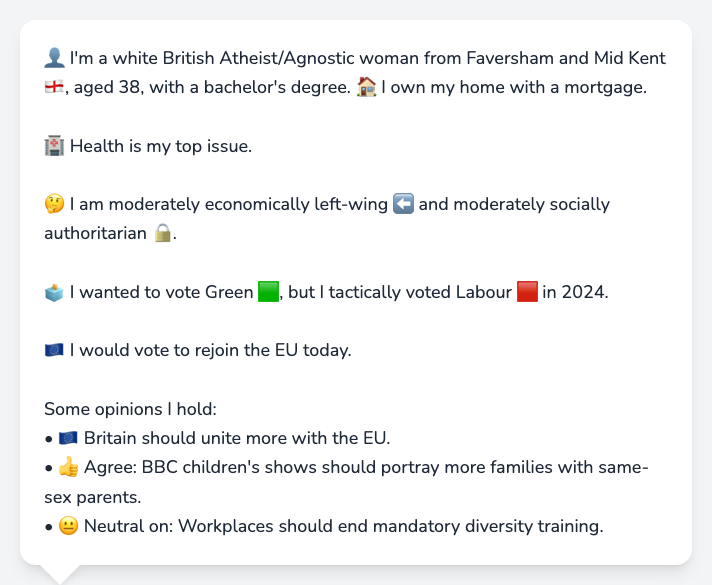 👤 I'm a white British Atheist/Agnostic woman from Faversham and Mid Kent
🏴󠁧󠁢󠁥󠁮󠁧󠁿, aged 38, with a bachelor's degree. 🏠 I own my home with a mortgage.
🏥 Health is my top issue.
🤔 I am moderately economically left-wing ⬅️ and moderately socially
authoritarian 🔒.
🗳️ I wanted to vote Green 🟩, but I tactically voted Labour 🟥 in 2024.
🇪🇺 I would vote to rejoin the EU today.
Some opinions I hold:
• 🇪🇺 Britain should unite more with the EU.
• 👍 Agree: BBC children's shows should portray more families with same-
sex parents.
• 😐 Neutral on: Workplaces should end mandatory diversity training.